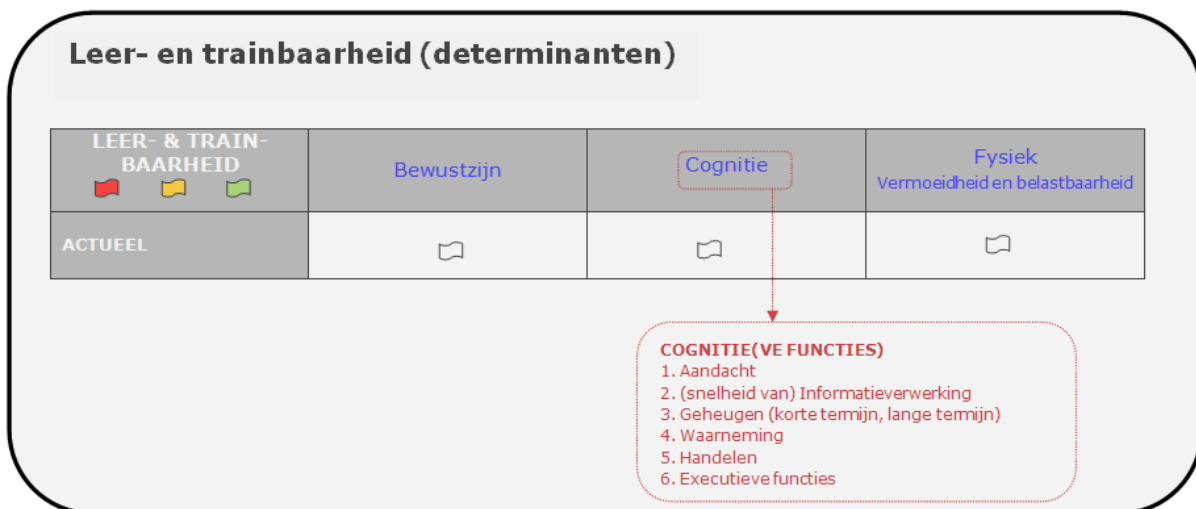 Leer- en trainbaarheid (determinanten)
LEER- & TRAIN-
BAARHEID
Bewustzijn
Cognitie
Fysiek
Vermoeidheid en belastbaarheid
ACTUEEL
COGNITIE(VE FUNCTIES)
1. Aandacht
2. (snelheid van) Informatieverwerking
3. Geheugen (korte termijn, lange termijn)
4. Waarneming
5. Handelen
6. Executieve functies